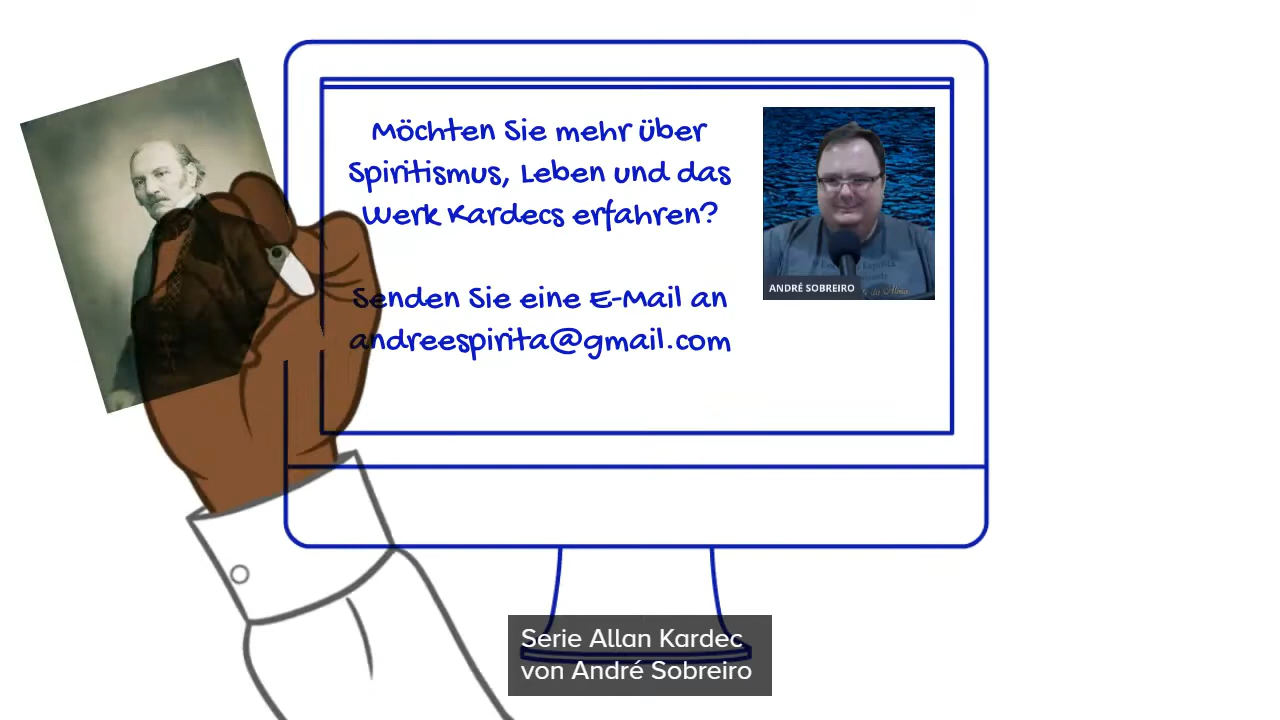 Möchten Sie mehr über
Spiritismus, Leben und das
Werk Kardecs erfahren?
Senden Sie eine E-Mail an
andreespirita@gmail.com
ANDRÉ SOBREIRO
Serie Allan Kardec
von André Sobreiro